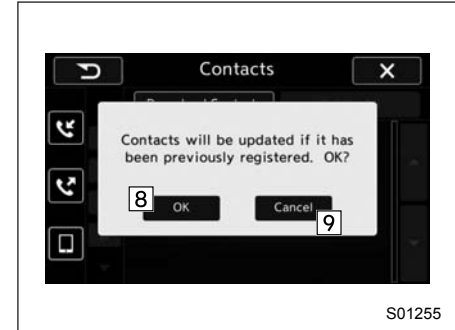 Contacts
X
Contacts will be updated if it has
been previously registered. OK?
8
OK
Cancel
9
S01255